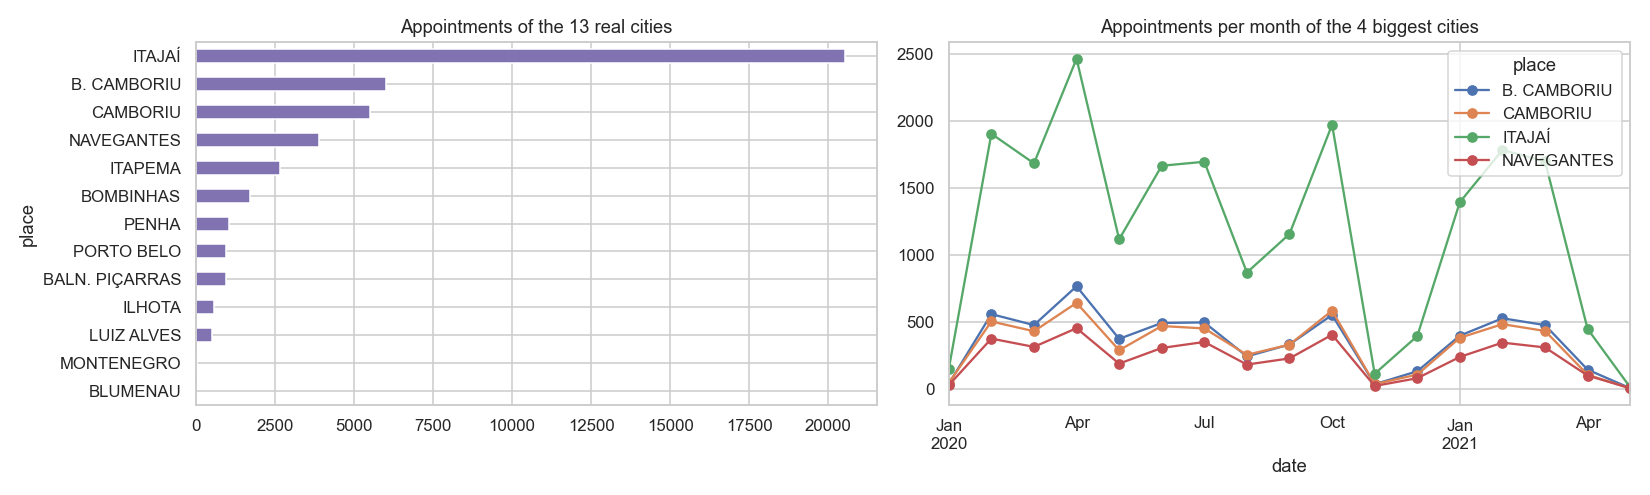 Appointments of the 13 real cities
place
ITAJAÍ
B. CAMBORIU
CAMBORIU
NAVEGANTES
ITAPEMA
BOMBINHAS
PENHA
PORTO BELO
BALN. PIÇARRAS
ILHOTA
LUIZ ALVES
MONTENEGRO
BLUMENAU
0 2500 5000 7500 10000 12500 15000 17500 20000
Appointments per month of the 4 biggest cities
2500
2000
1500
1000
500
0
place
B. CAMBORIU
CAMBORIU
ITAJAÍ
NAVEGANTES
Jan Apr Jul Oct Jan Apr
2020 2021
date